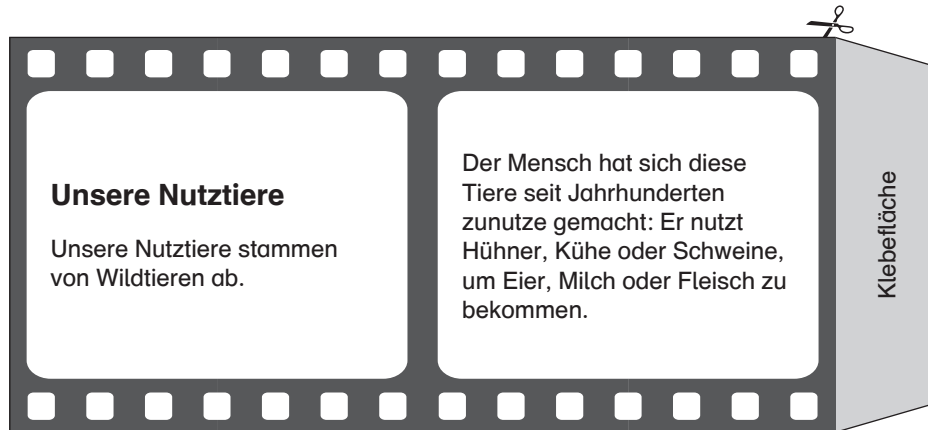 Unsere Nutztiere
Unsere Nutztiere stammen
von Wildtieren ab.
Der Mensch hat sich diese
Tiere seit Jahrhunderten
zunutze gemacht: Er nutzt
Hühner, Kühe oder Schweine,
um Eier, Milch oder Fleisch zu
bekommen.
Klebefläche